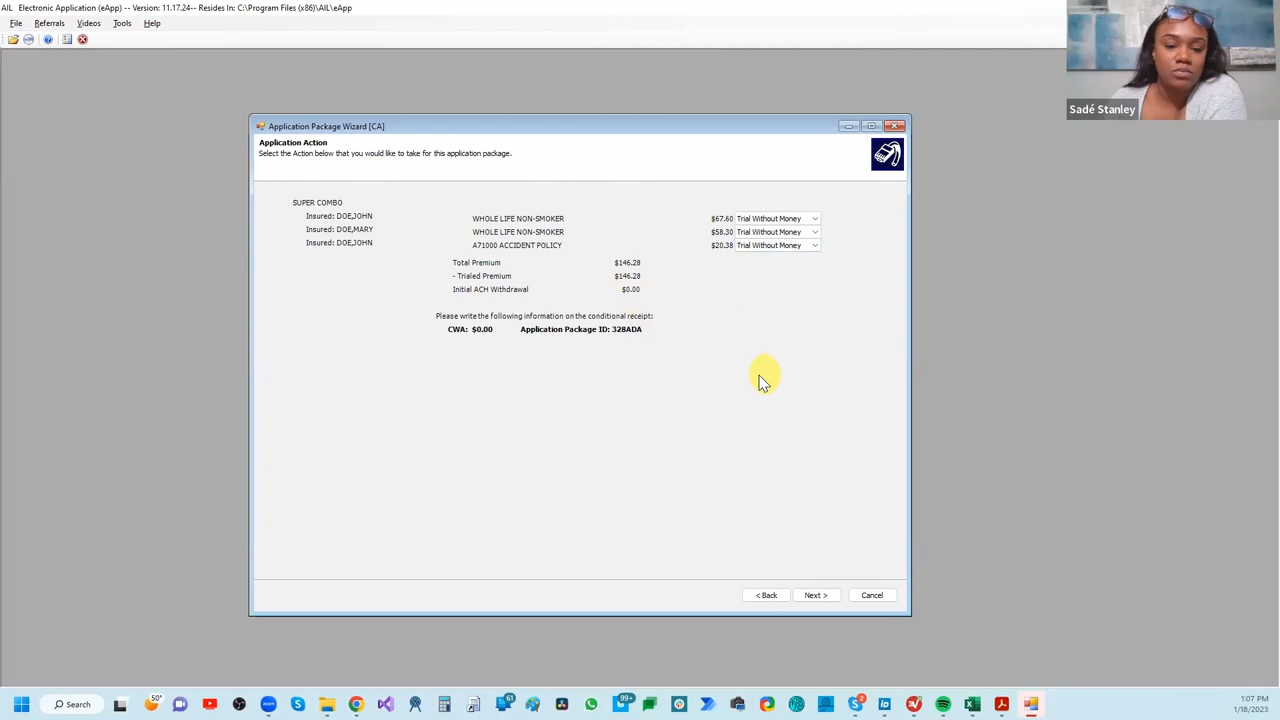 AIL Electronic Application (eApp) -- Version: 11.17.24-- Resides In: C:\Program Files (x86)\AIL\eApp
File Referrals Videos Tools Help
Sadé Stanley
Application Package Wizard [CA]
Application Action
Select the Action below that you would like to take for this application package.
SUPER COMBO
Insured: DOE,JOHN WHOLE LIFE NON-SMOKER $67.60 Trial Without Money
Insured: DOE,MARY WHOLE LIFE NON-SMOKER $58.30 Trial Without Money
Insured: DOE,JOHN A71000 ACCIDENT POLICY $20.38 Trial Without Money
Total Premium $146.28
- Trialed Premium $146.28
Initial ACH Withdrawal $0.00
Please write the following information on the conditional receipt:
CWA: $0.00 Application Package ID: 328ADA
< Back Next > Cancel
Search 50° 61 99+ 2 1:07 PM
1/18/2023